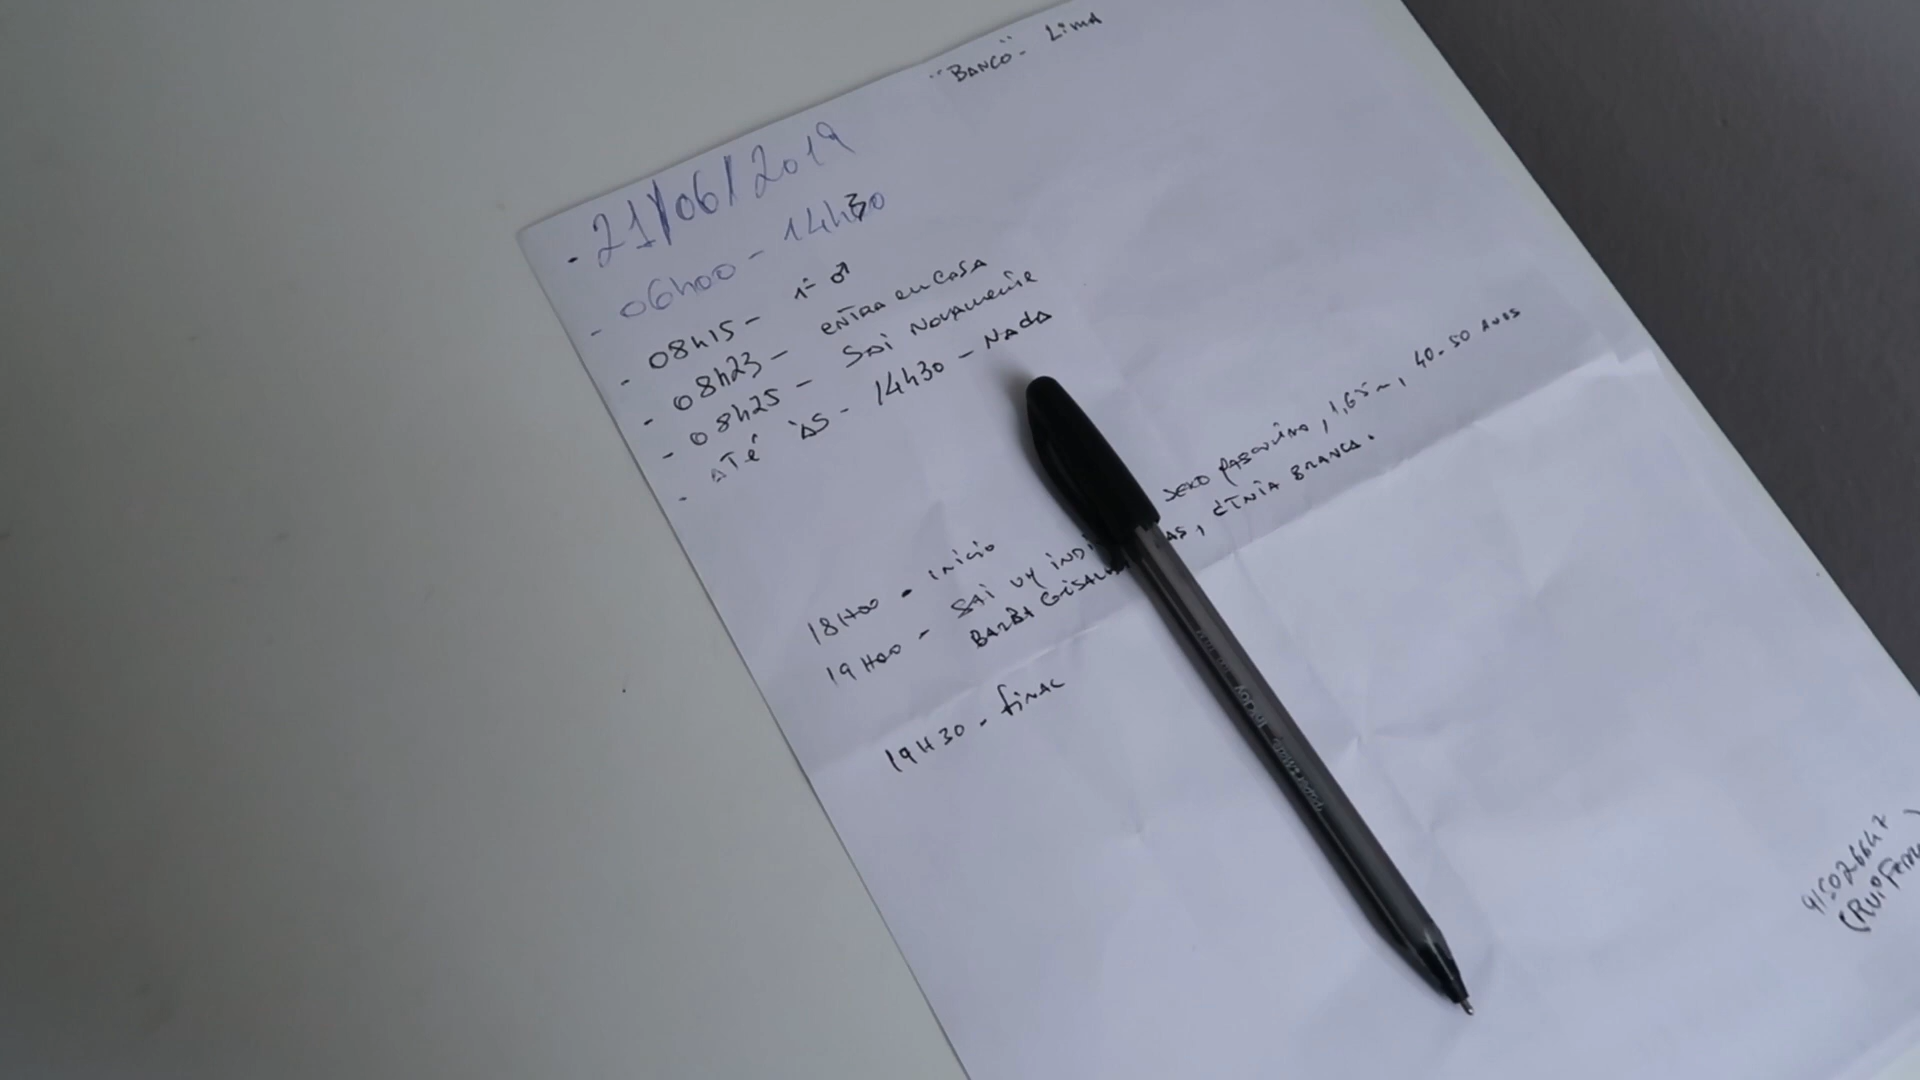 "BANCO" - Lima
. 21/06/2019
- 06h00 - 14h30
- 08h15 - 1º ♂
- 08h23 - entra em casa
- 08h25 - Sai novamente
. Até às - 14h30 - Nada
18H00 - início
19H00 - Sai um indi sexo masculino, 1,65m, 40-50 anos
BARBA GRISAL AS, etnia BRANCA.
19H30 - final
(Rui